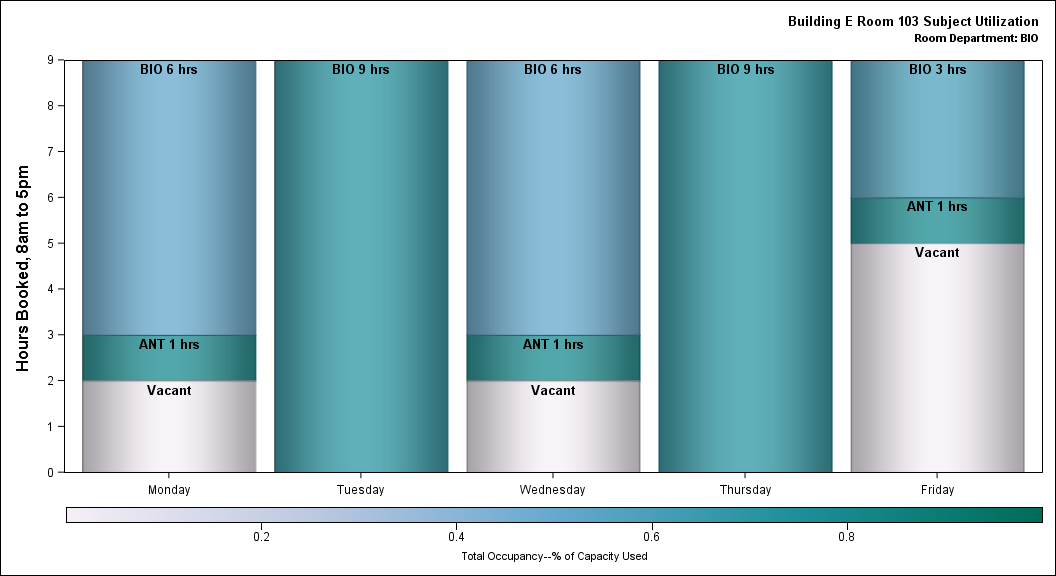 Building E Room 103 Subject Utilization
Room Department: BIO
Hours Booked, 8am to 5pm
9
8
7
6
5
4
3
2
1
0
BIO 6 hrs
ANT 1 hrs
Vacant
BIO 9 hrs
BIO 6 hrs
ANT 1 hrs
Vacant
BIO 9 hrs
BIO 3 hrs
ANT 1 hrs
Vacant
Monday
Tuesday
Wednesday
Thursday
Friday
0.2
0.4
0.6
0.8
Total Occupancy--% of Capacity Used